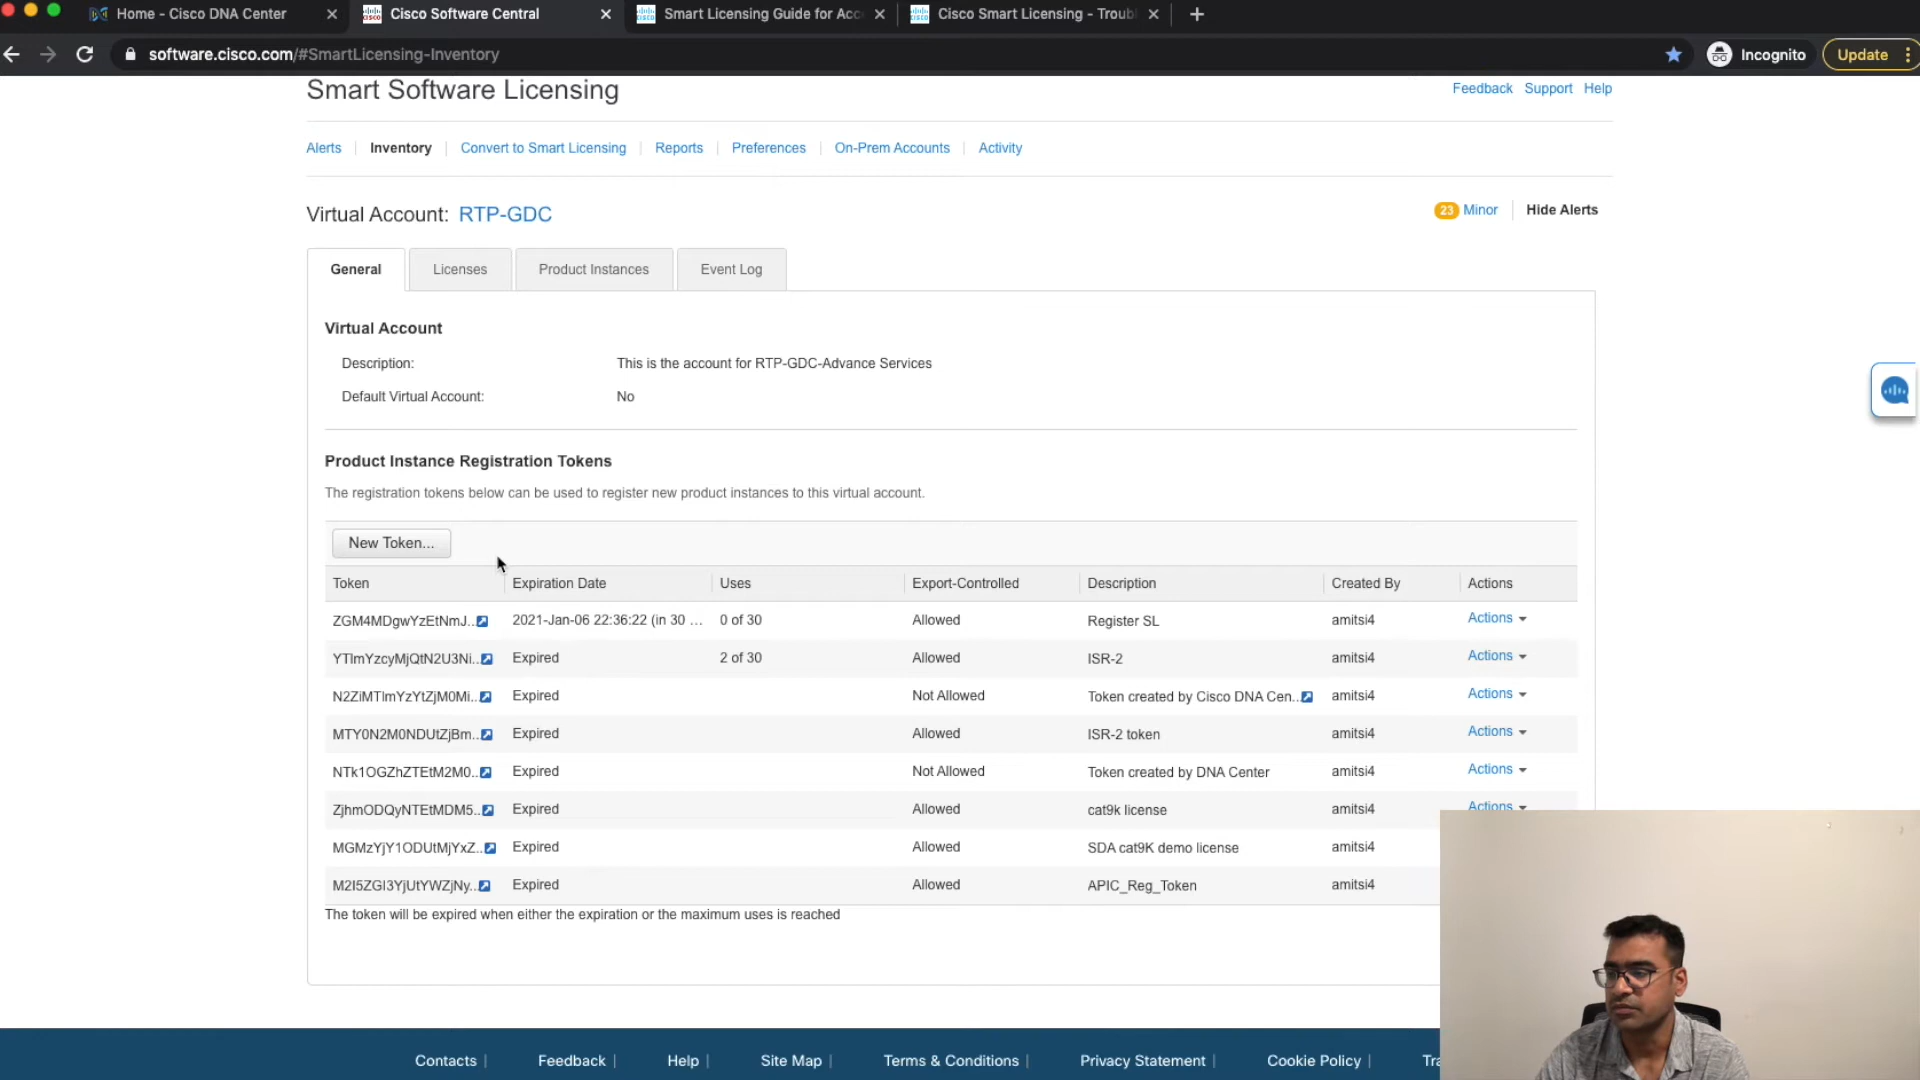 Home - Cisco DNA Center
Cisco Software Central
Smart Licensing Guide for Acc
Cisco Smart Licensing - Troubl
software.cisco.com/#SmartLicensing-Inventory
Incognito
Update
Smart Software Licensing
Feedback Support Help
Alerts Inventory Convert to Smart Licensing Reports Preferences On-Prem Accounts Activity
Virtual Account: RTP-GDC
23 Minor Hide Alerts
General Licenses Product Instances Event Log
Virtual Account
Description: This is the account for RTP-GDC-Advance Services
Default Virtual Account: No
Product Instance Registration Tokens
The registration tokens below can be used to register new product instances to this virtual account.
New Token...
Token Expiration Date Uses Export-Controlled Description Created By Actions
ZGM4MDgwYzEtNmJ.. 2021-Jan-06 22:36:22 (in 30 ... 0 of 30 Allowed Register SL amitsi4 Actions
YTlmYzcyMjQtN2U3Ni.. Expired 2 of 30 Allowed ISR-2 amitsi4 Actions
N2ZiMTlmYzYtZjM0Mi.. Expired Not Allowed Token created by Cisco DNA Cen.. amitsi4 Actions
MTY0N2M0NDUtZjBm.. Expired Allowed ISR-2 token amitsi4 Actions
NTk1OGZhZTEtM2M0.. Expired Not Allowed Token created by DNA Center amitsi4 Actions
ZjhmODQyNTEtMDM5.. Expired Allowed cat9k license amitsi4 Actions
MGMzYjY1ODUtMjYxZ.. Expired Allowed SDA cat9K demo license amitsi4
M2I5ZGI3YjUtYWZjNy.. Expired Allowed APIC_Reg_Token amitsi4
The token will be expired when either the expiration or the maximum uses is reached
Contacts | Feedback | Help | Site Map | Terms & Conditions | Privacy Statement | Cookie Policy | Tra